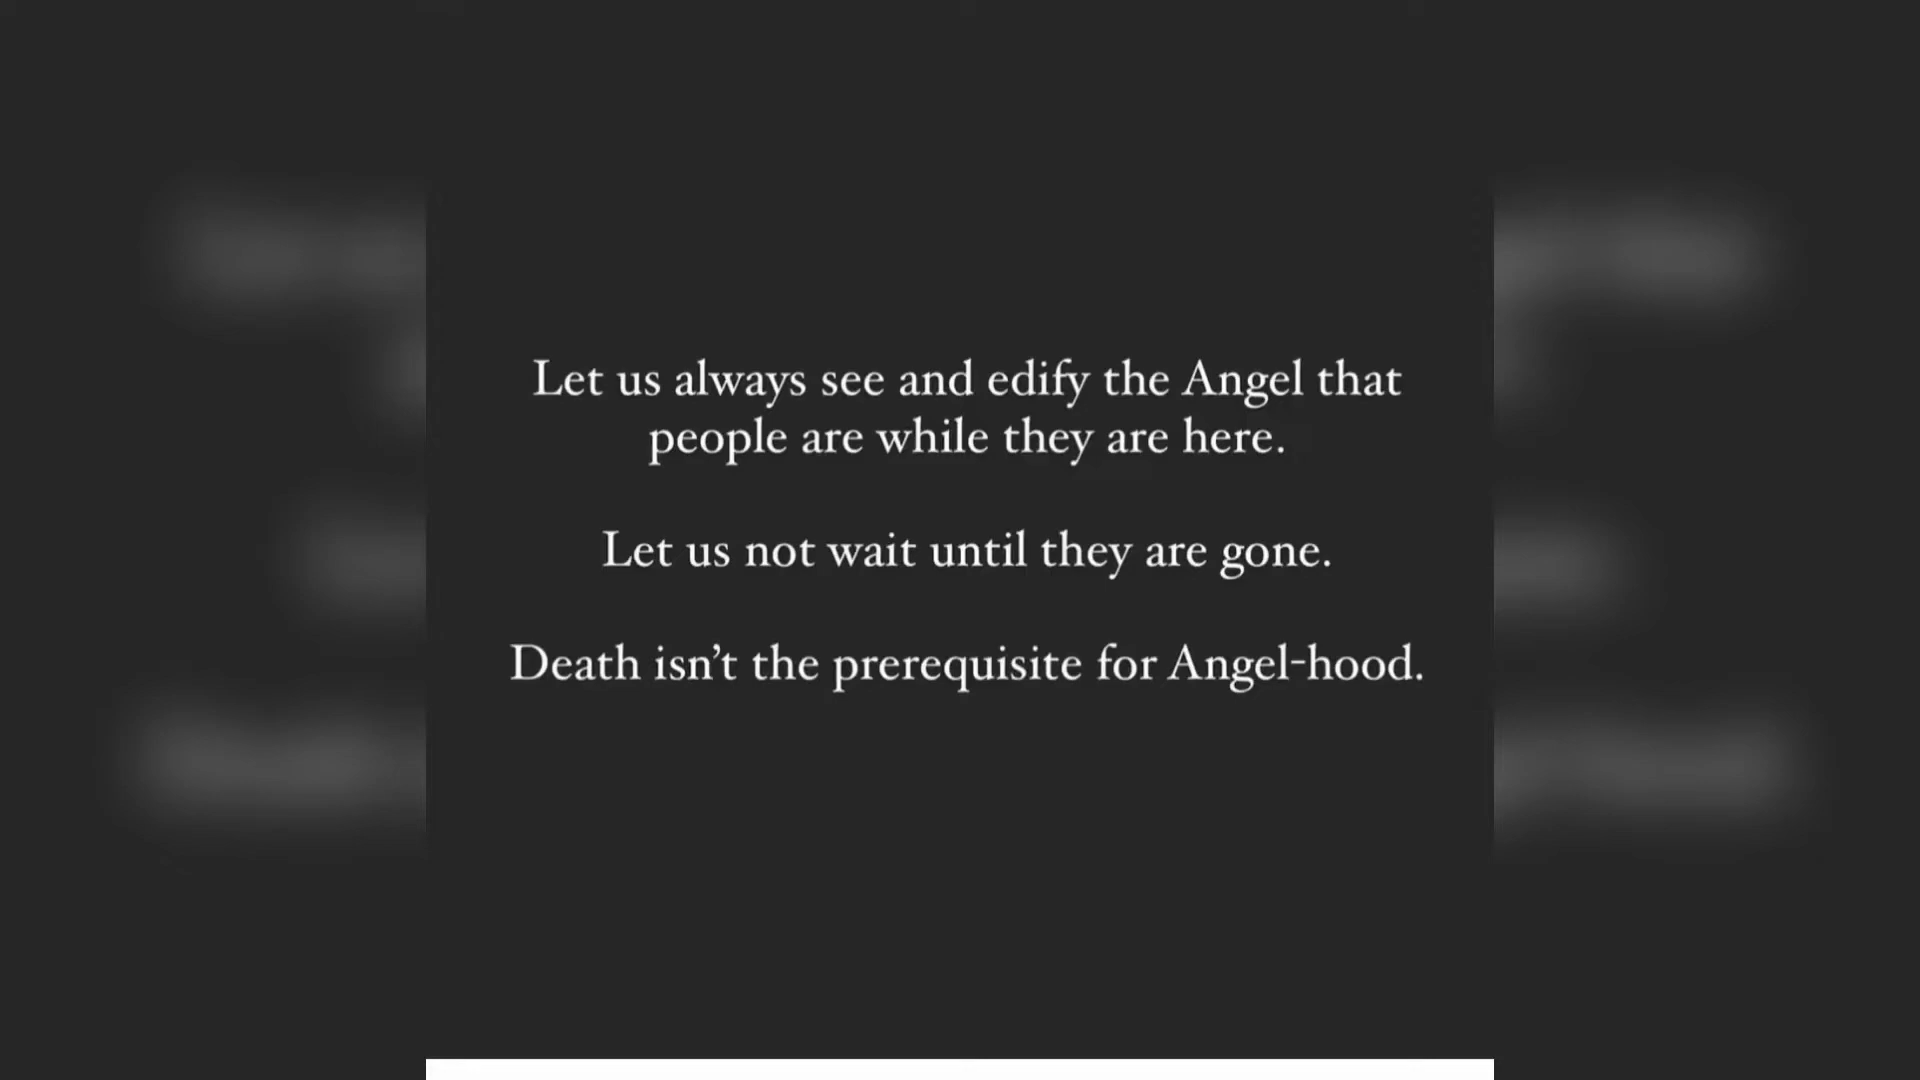 Let us always see and edify the Angel that
people are while they are here.
Let us not wait until they are gone.
Death isn’t the prerequisite for Angel-hood.